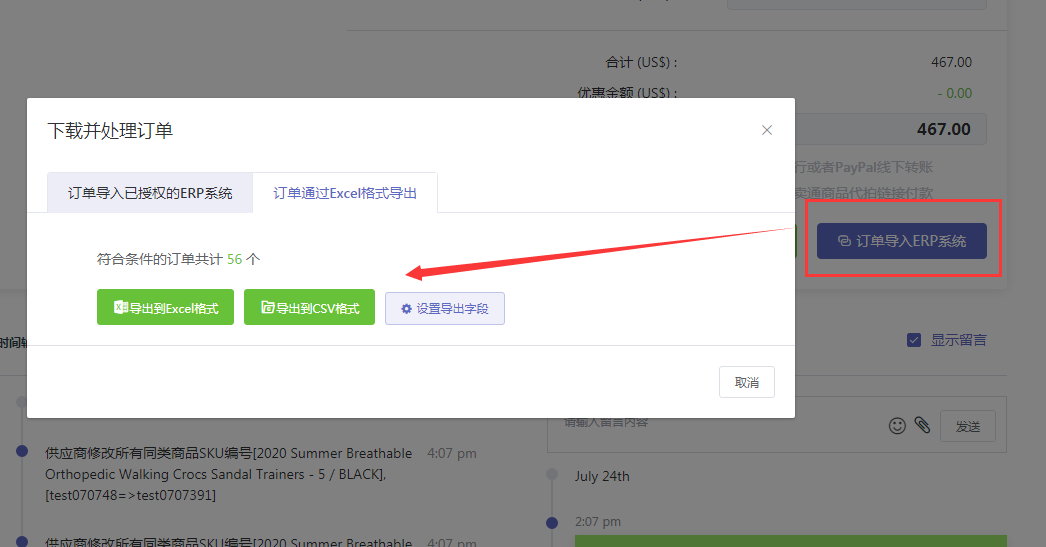 合计 (US$) :
467.00
优惠金额 (US$) :
- 0.00
467.00
行或者PayPal线下转账
卖通商品代拍链接付款
订单导入ERP系统
下载并处理订单
订单导入已授权的ERP系统
订单通过Excel格式导出
符合条件的订单共计 56 个
导出到Excel格式
导出到CSV格式
设置导出字段
取消
时间轴
显示留言
请输入留言内容
发送
供应商修改所有同类商品SKU编号[2020 Summer Breathable
4:07 pm
Orthopedic Walking Crocs Sandal Trainers - 5 / BLACK],
[test070748=>test0707391]
July 24th
2:07 pm
供应商修改所有同类商品SKU编号[2020 Summer Breathable
4:07 pm